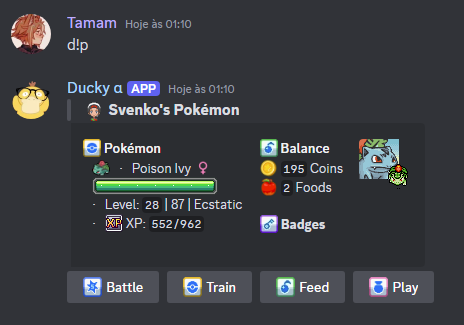 Tamam Hoje às 01:10
d!p
Ducky α APP Hoje às 01:10
Svenko's Pokémon
Pokémon
· Poison Ivy ♀
· Level: 28 | 87 | Ecstatic
· XP XP: 552/962
Balance
195 Coins
2 Foods
Badges
Battle
Train
Feed
Play